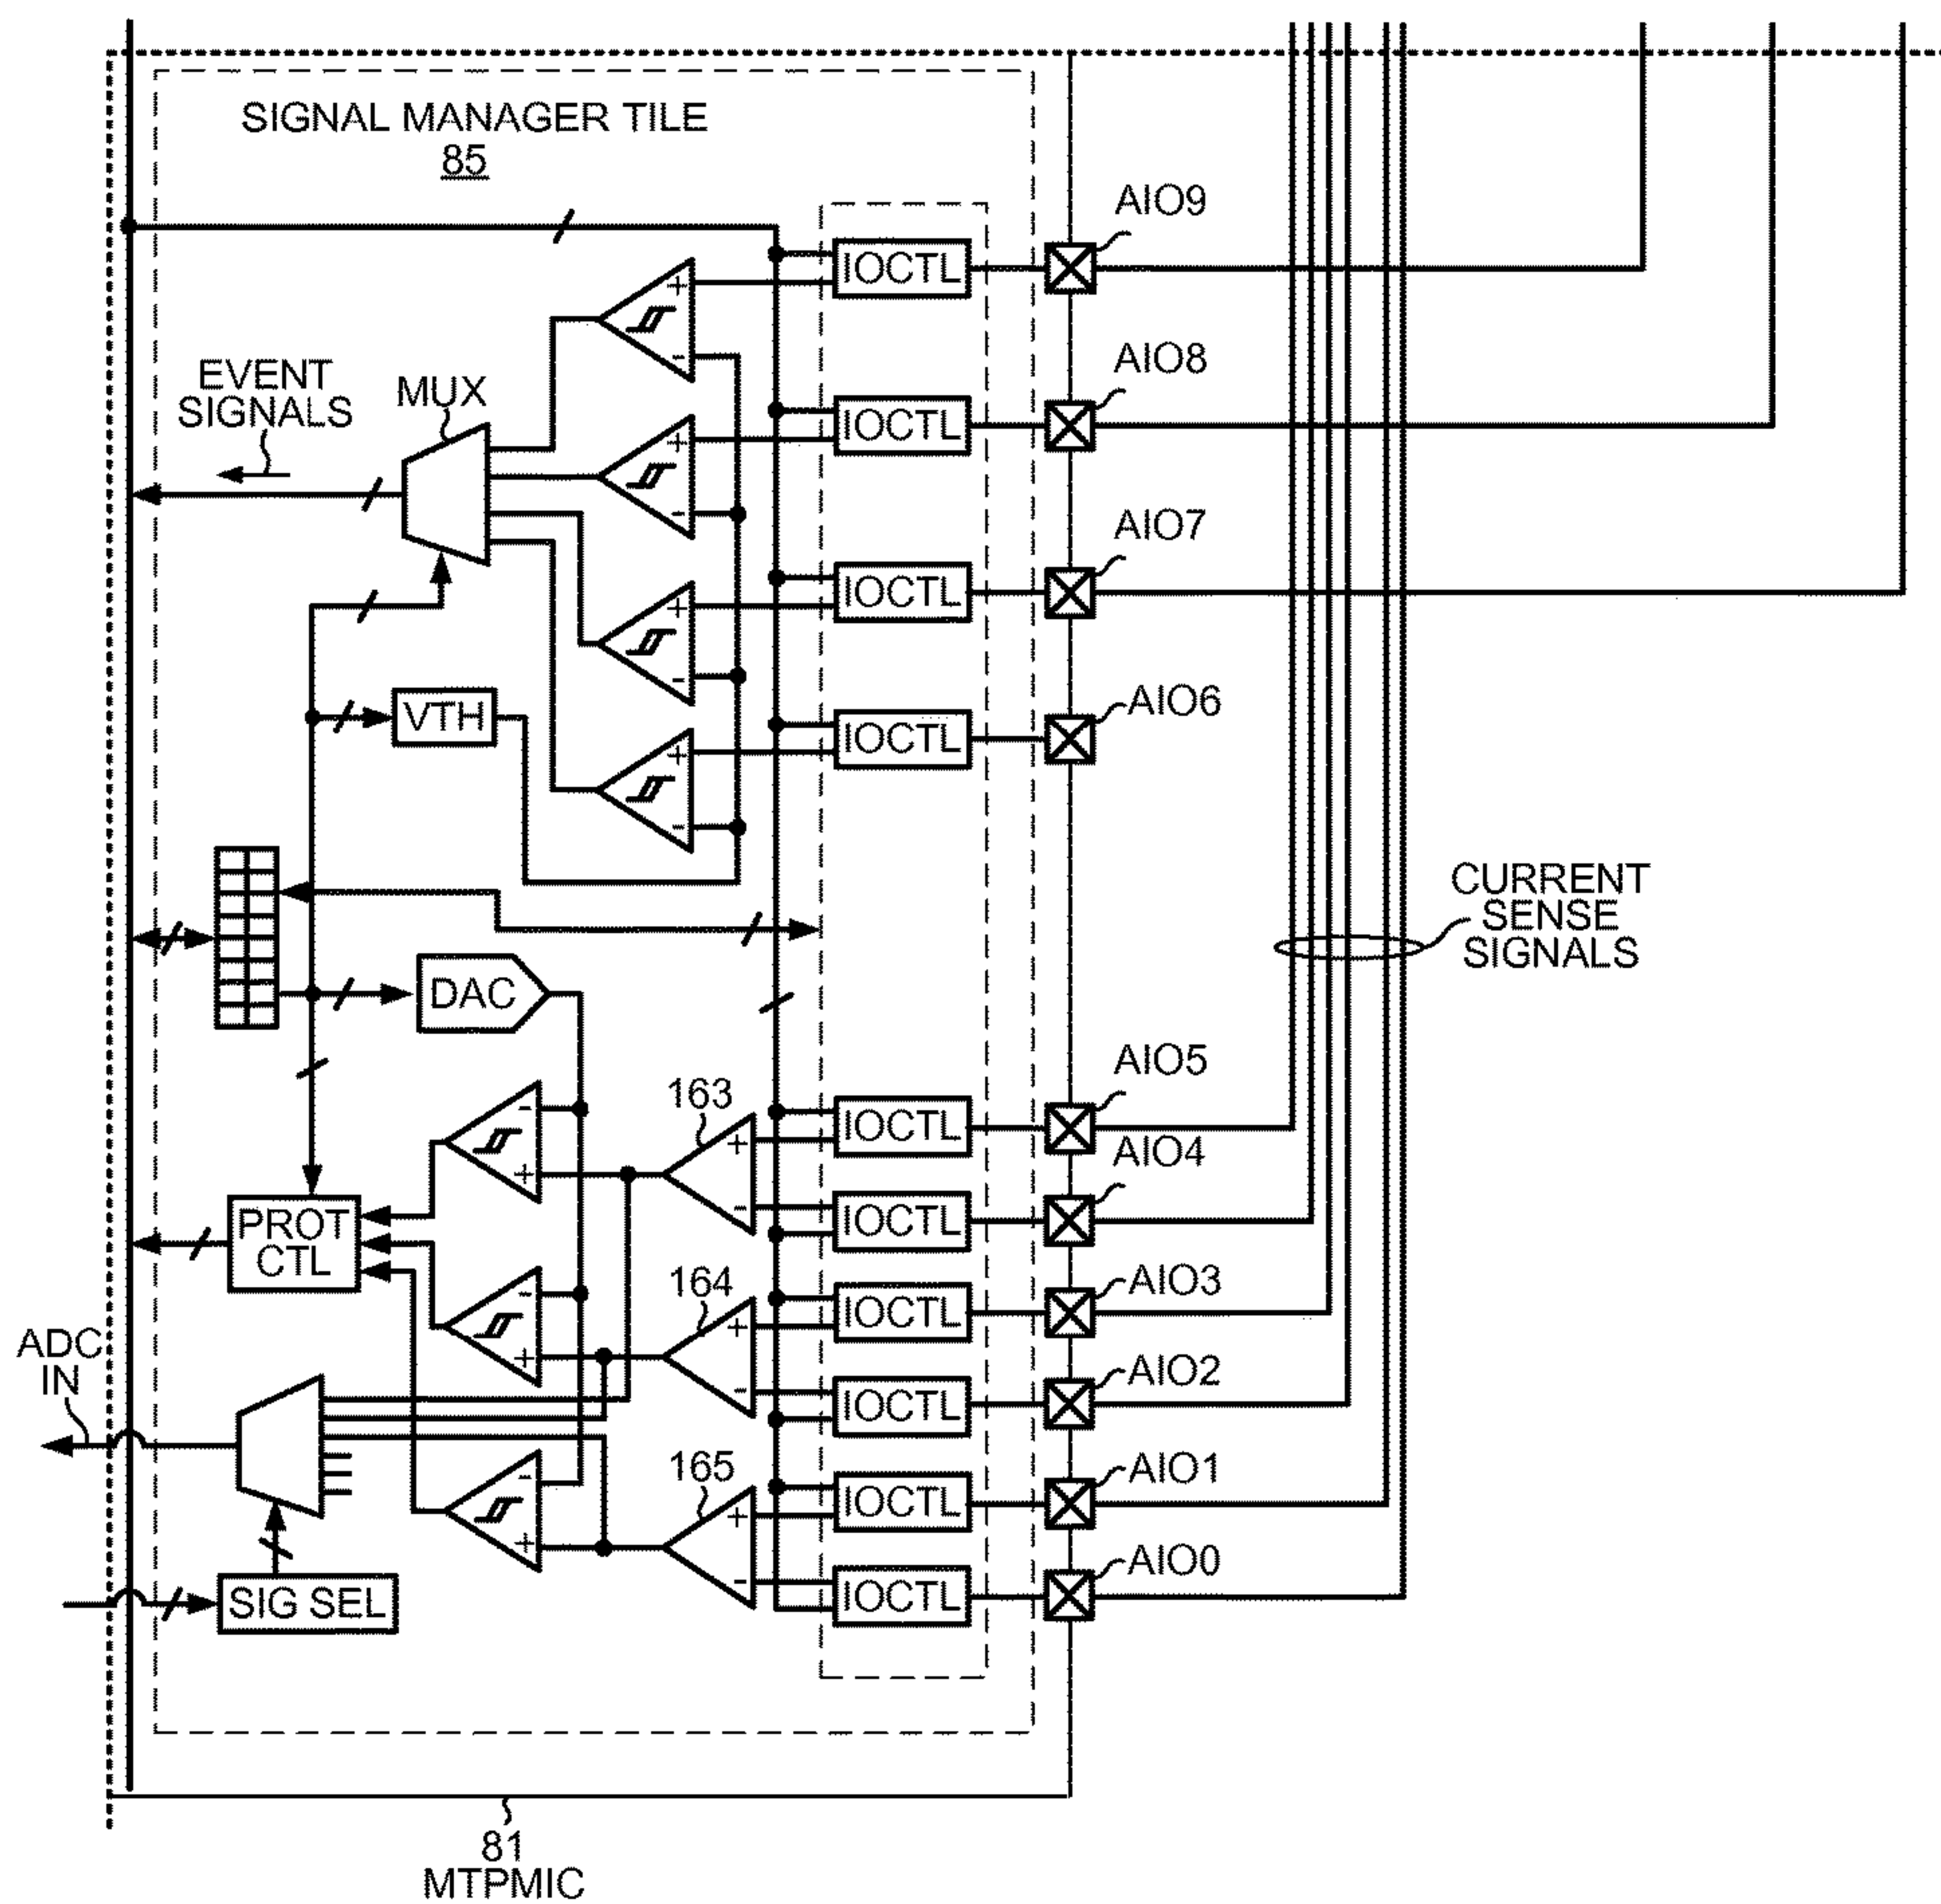 SIGNAL MANAGER TILE
85
AIO9
IOCTL
+
-
EVENT
SIGNALS
MUX
AIO8
IOCTL
+
-
AIO7
IOCTL
+
-
AIO6
IOCTL
VTH
+
-
CURRENT
SENSE
SIGNALS
DAC
AIO5
163
IOCTL
-
+
+
-
AIO4
IOCTL
PROT
CTL
AIO3
164
IOCTL
-
+
+
-
ADC
IN
AIO2
IOCTL
AIO1
165
IOCTL
-
+
+
-
AIO0
IOCTL
SIG SEL
81
MTPMIC